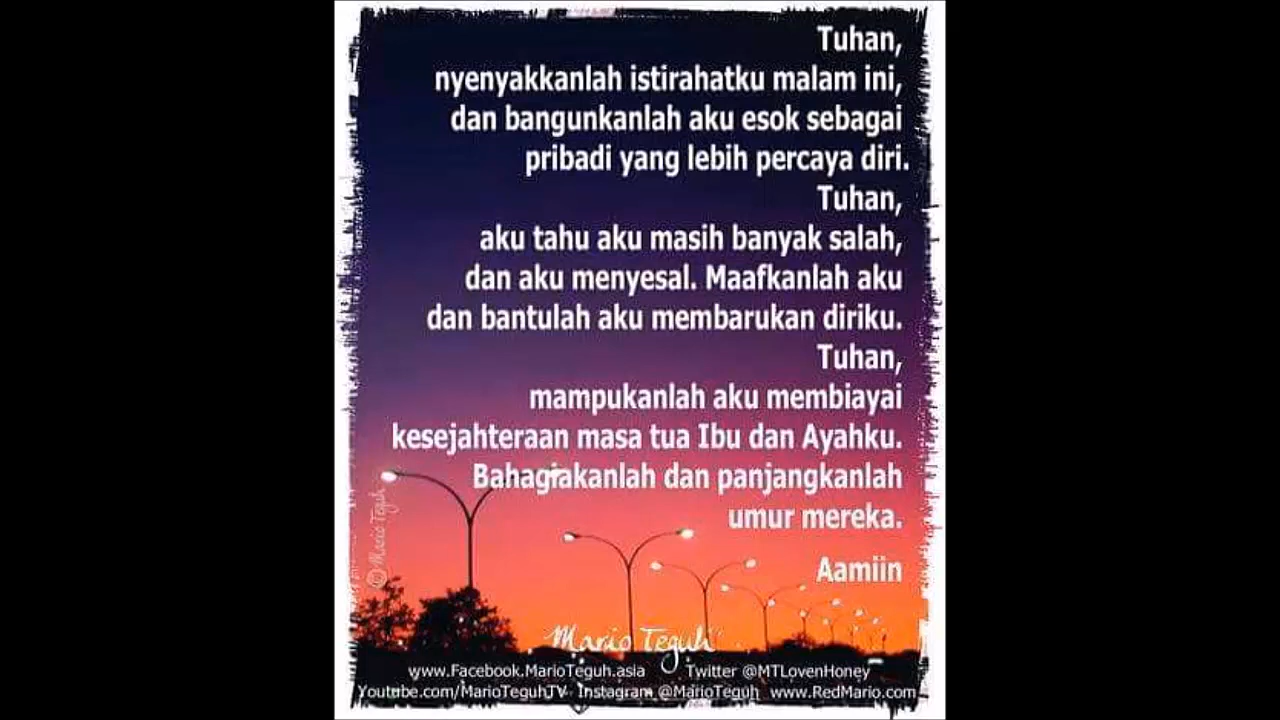 Tuhan,
nyenyakkanlah istirahatku malam ini,
dan bangunkanlah aku esok sebagai
pribadi yang lebih percaya diri.
Tuhan,
aku tahu aku masih banyak salah,
dan aku menyesal. Maafkanlah aku
dan bantulah aku membarukan diriku.
Tuhan,
mampukanlah aku membiayai
kesejahteraan masa tua Ibu dan Ayahku.
Bahagiakanlah dan panjangkanlah
umur mereka.
Aamiin
© Mario Teguh
Mario Teguh
www.Facebook.MarioTeguh.asia Twitter @MTLovenHoney
Youtube.com/MarioTeguhTV Instagram @MarioTeguh www.RedMario.com